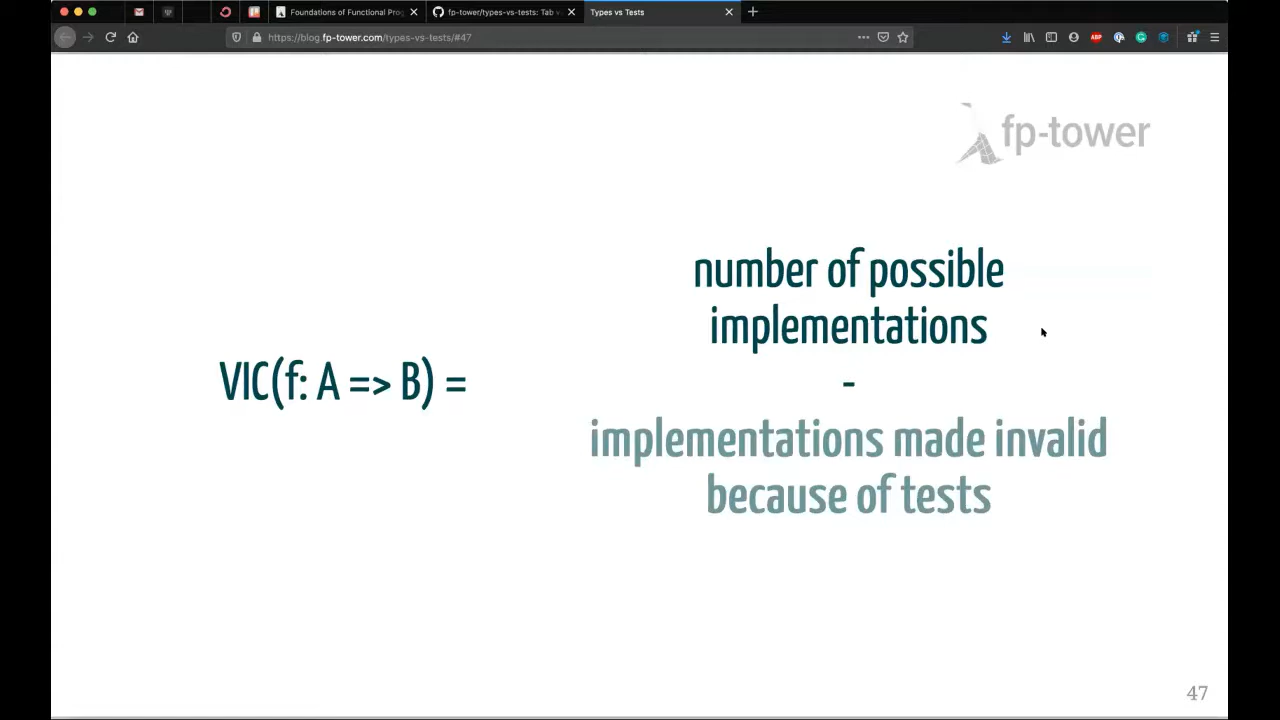 Foundations of Functional Prog
fp-tower/types-vs-tests: Tab v
Types vs Tests
https://blog.fp-tower.com/types-vs-tests/#47
fp-tower
number of possible
implementations
VIC(f: A => B) =
-
implementations made invalid
because of tests
47